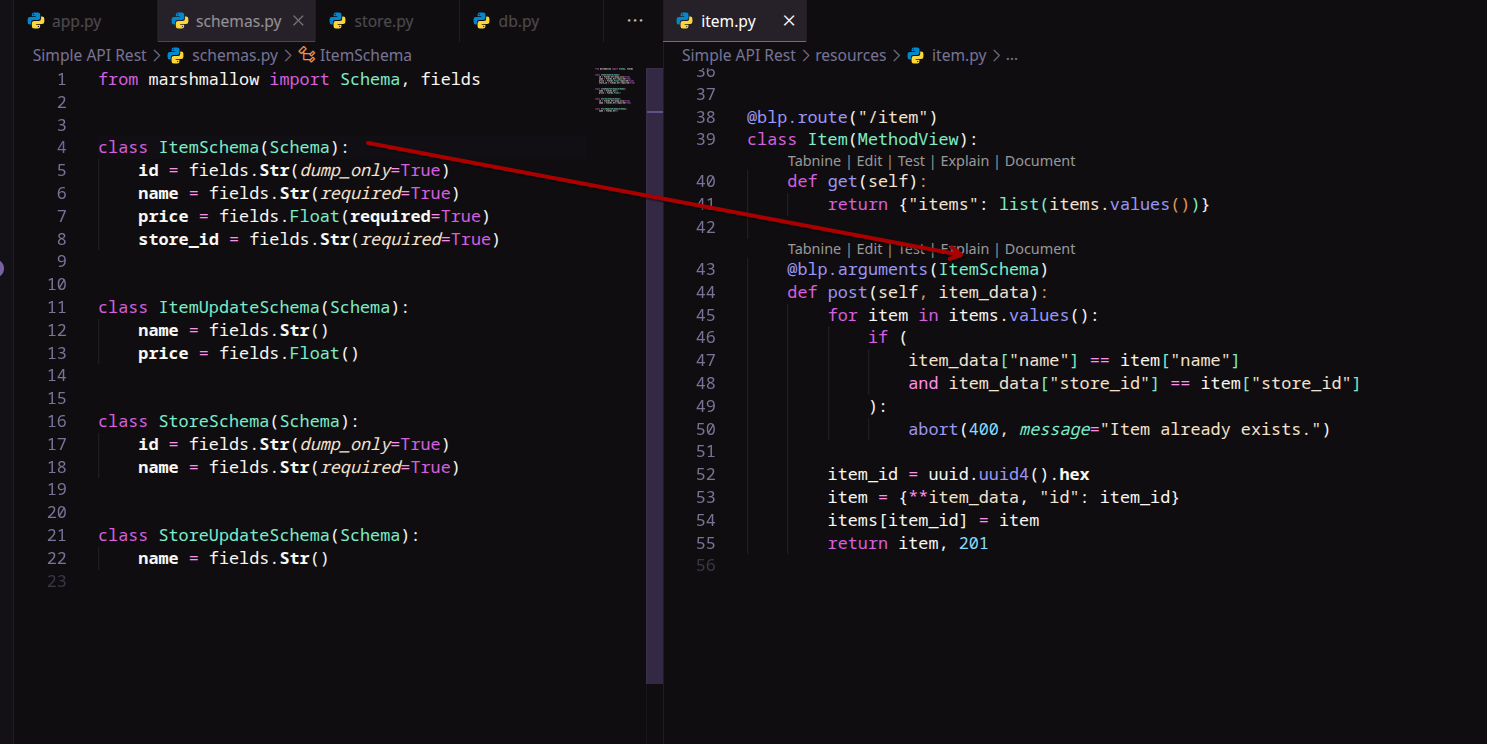 app.py
schemas.py
store.py
db.py
...
Simple API Rest > schemas.py > ItemSchema
1 from marshmallow import Schema, fields
2
3
4 class ItemSchema(Schema):
5 id = fields.Str(dump_only=True)
6 name = fields.Str(required=True)
7 price = fields.Float(required=True)
8 store_id = fields.Str(required=True)
9
10
11 class ItemUpdateSchema(Schema):
12 name = fields.Str()
13 price = fields.Float()
14
15
16 class StoreSchema(Schema):
17 id = fields.Str(dump_only=True)
18 name = fields.Str(required=True)
19
20
21 class StoreUpdateSchema(Schema):
22 name = fields.Str()
23
item.py
Simple API Rest > resources > item.py > ...
36
37
38 @blp.route("/item")
39 class Item(MethodView):
Tabnine | Edit | Test | Explain | Document
40 def get(self):
41 return {"items": list(items.values())}
42
Tabnine | Edit | Test | Explain | Document
43 @blp.arguments(ItemSchema)
44 def post(self, item_data):
45 for item in items.values():
46 if (
47 item_data["name"] == item["name"]
48 and item_data["store_id"] == item["store_id"]
49 ):
50 abort(400, message="Item already exists.")
51
52 item_id = uuid.uuid4().hex
53 item = {**item_data, "id": item_id}
54 items[item_id] = item
55 return item, 201
56